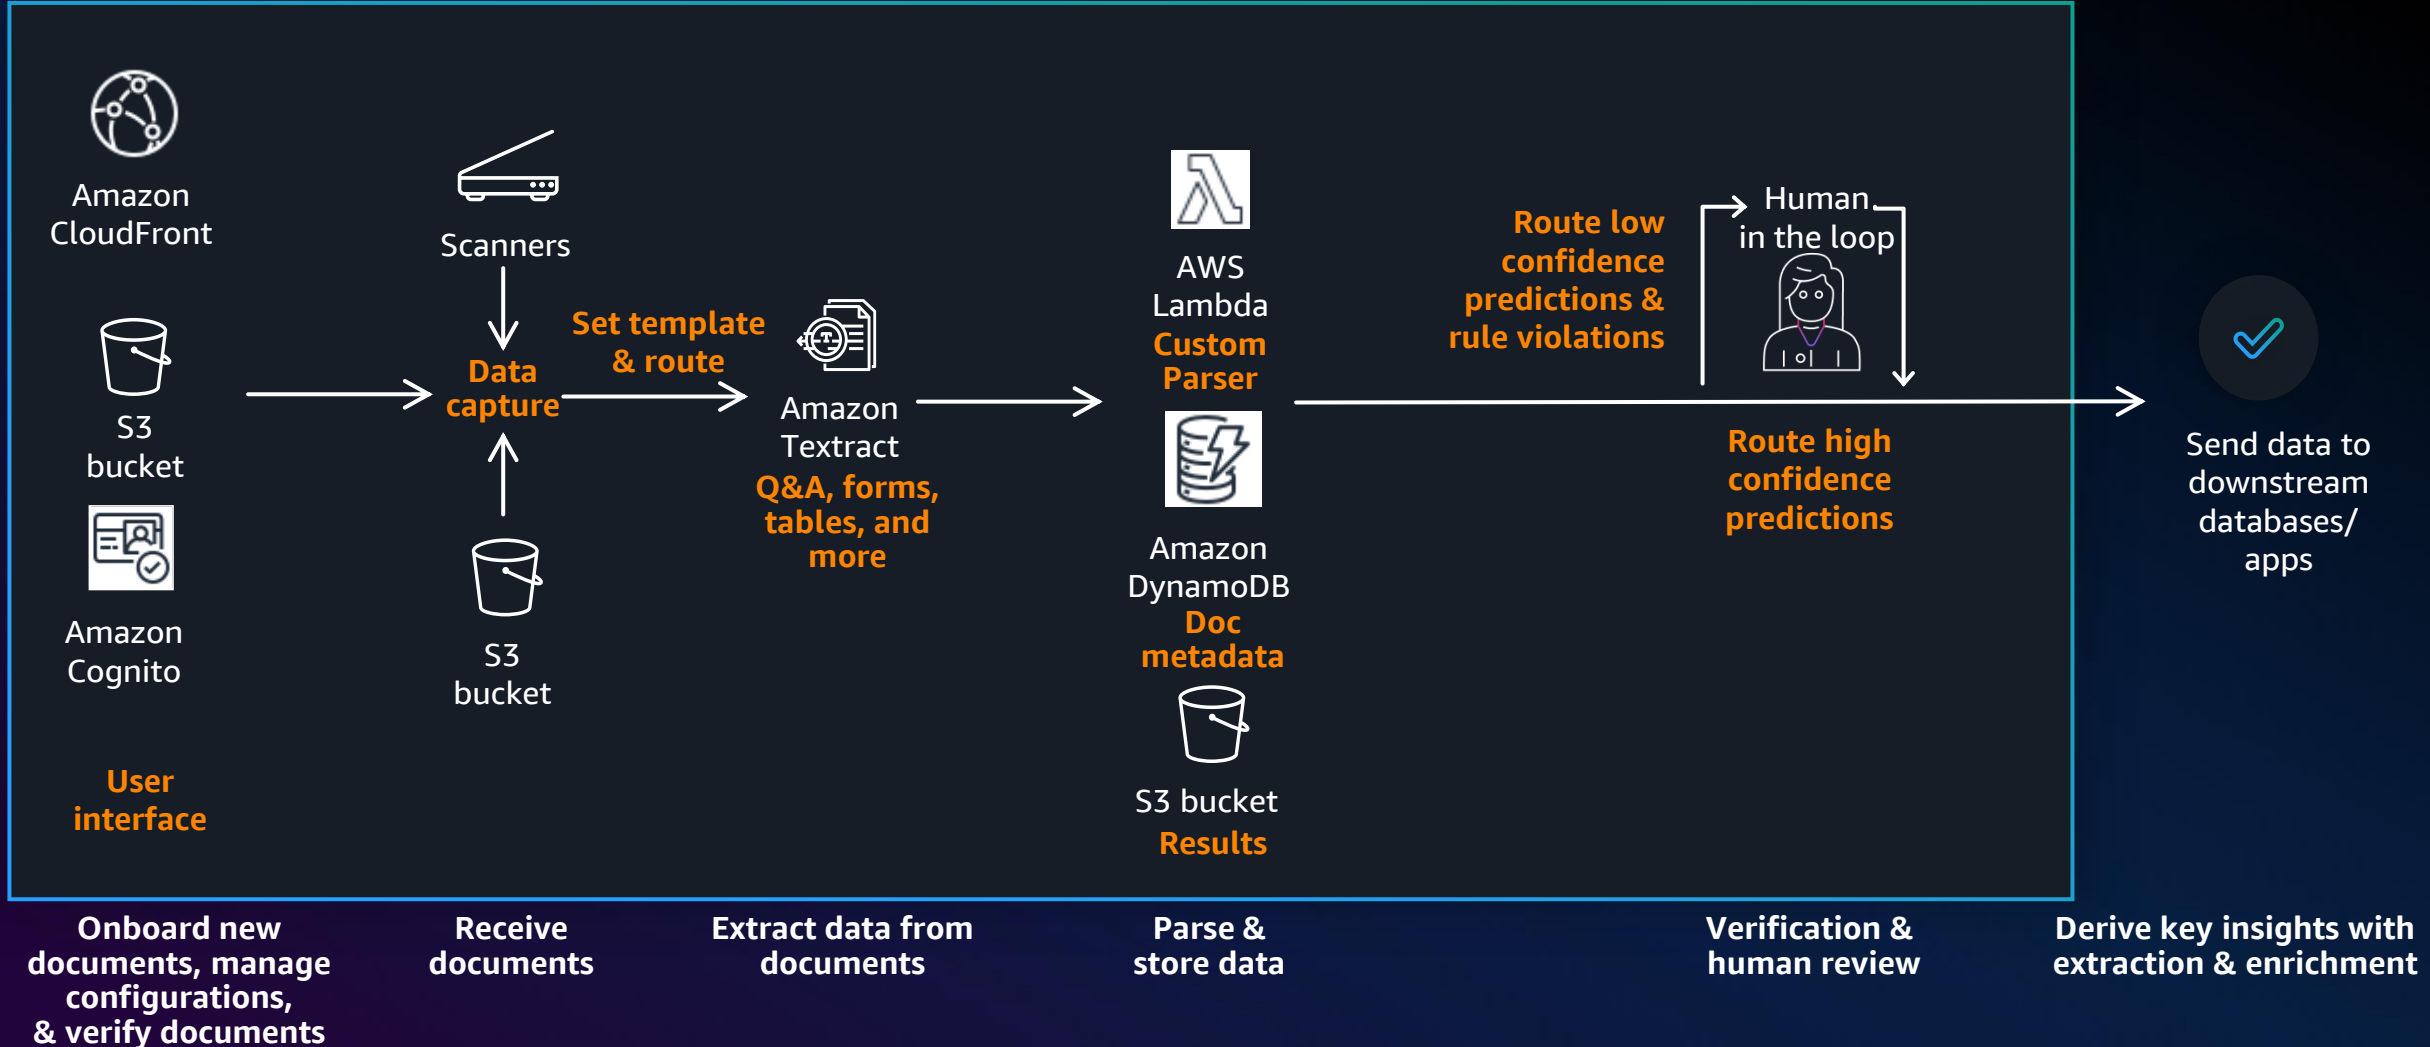 Amazon
CloudFront
S3
bucket
Amazon
Cognito
User
interface
Scanners
Data
capture
S3
bucket
Set template
& route
Amazon
Textract
Q&A, forms,
tables, and
more
AWS
Lambda
Custom
Parser
Amazon
DynamoDB
Doc
metadata
S3 bucket
Results
Route low
confidence
predictions &
rule violations
Human
in the loop
Route high
confidence
predictions
Send data to
downstream
databases/
apps
Onboard new
documents, manage
configurations,
& verify documents
Receive
documents
Extract data from
documents
Parse &
store data
Verification &
human review
Derive key insights with
extraction & enrichment